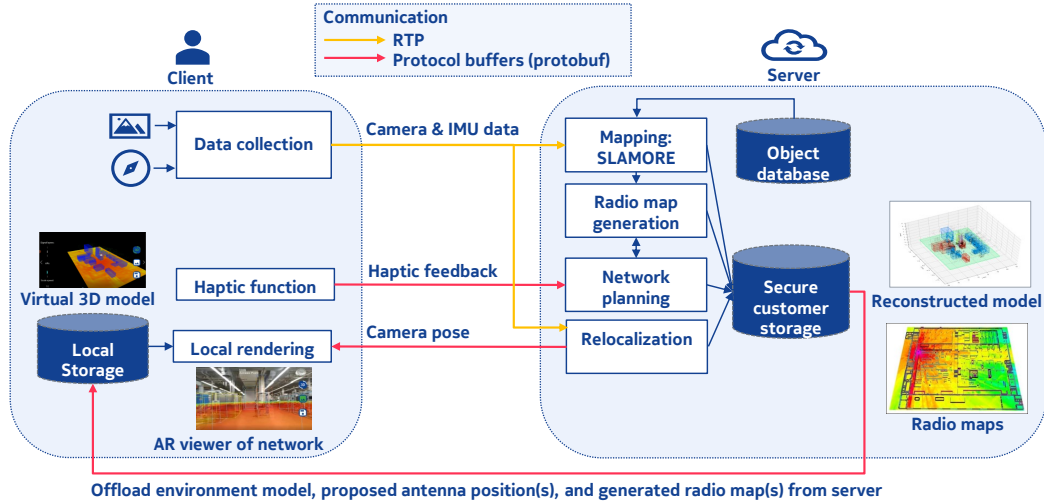 Communication
RTP
Protocol buffers (protobuf)
Client
Server
Data collection
Camera & IMU data
Mapping:
SLAMORE
Object
database
Radio map
generation
Virtual 3D model
Haptic function
Haptic feedback
Network
planning
Secure
customer
storage
Reconstructed model
Local
Storage
Local rendering
Camera pose
Relocalization
AR viewer of network
Radio maps
Offload environment model, proposed antenna position(s), and generated radio map(s) from server